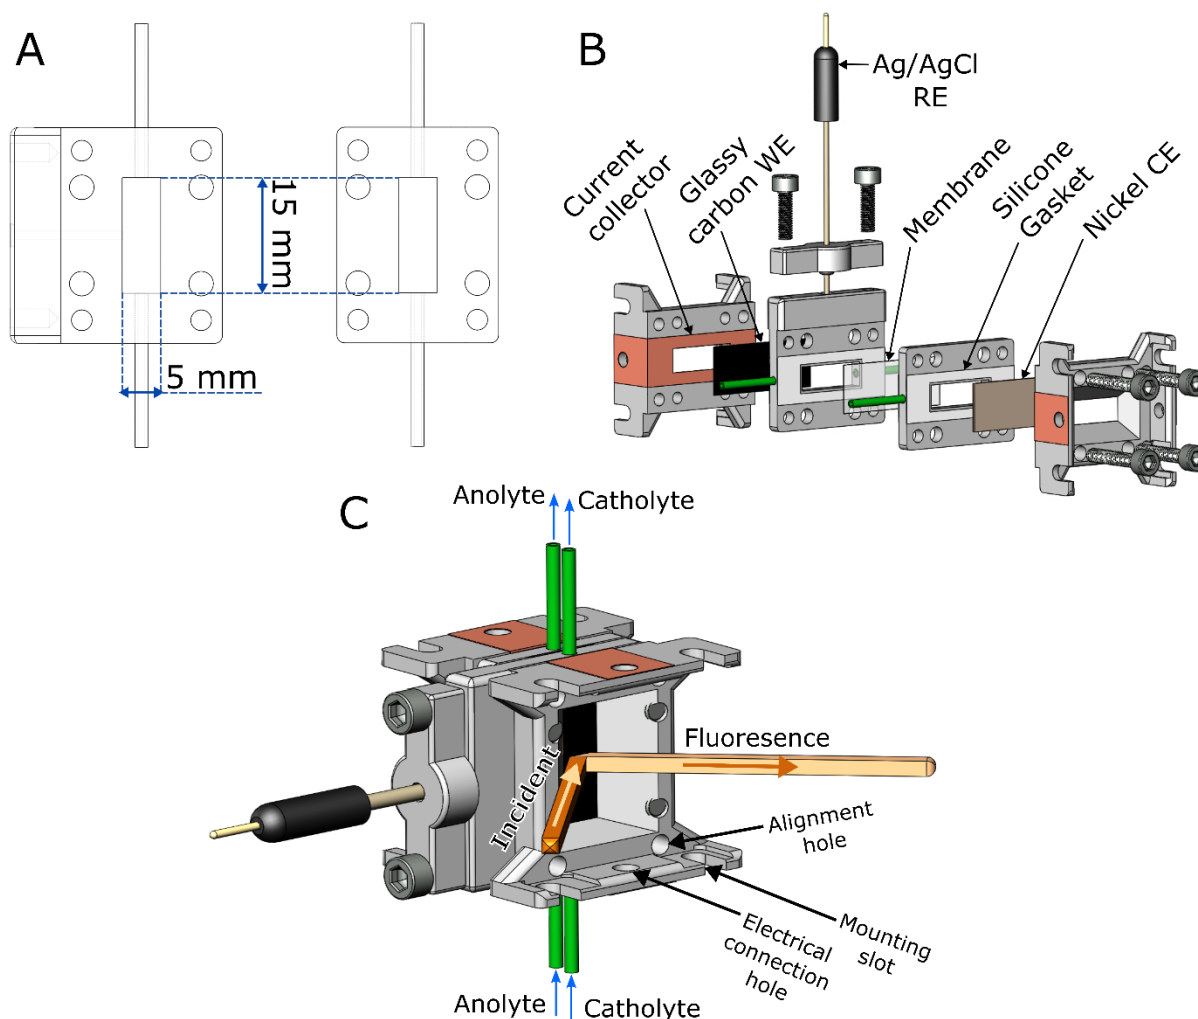 A
15 mm
5 mm
B
Ag/AgCl
RE
Current
collector
Glassy
carbon WE
Membrane
Silicone
Gasket
Nickel CE
C
Anolyte
Catholyte
Incident
Fluoresence
Alignment
hole
Mounting
slot
Electrical
connection
hole
Anolyte
Catholyte